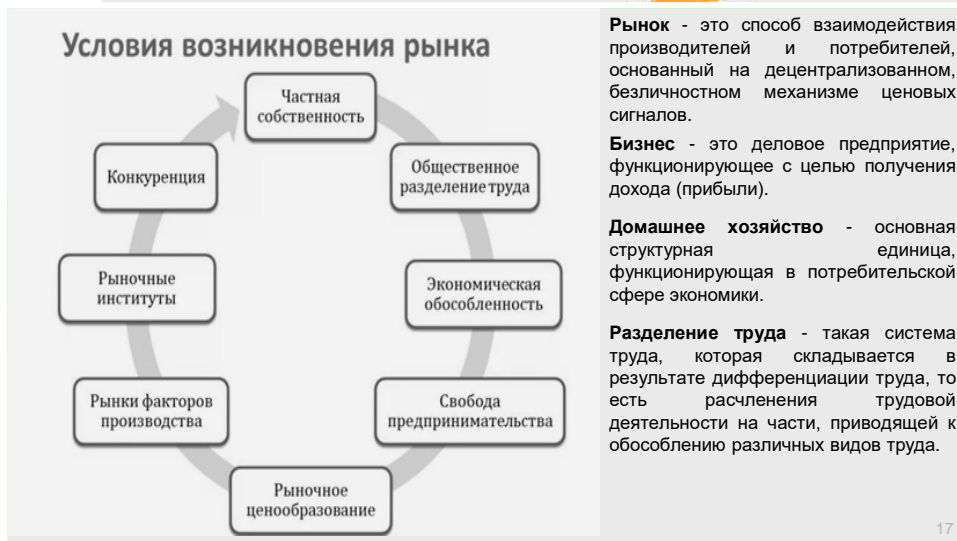 Условия возникновения рынка
Частная
собственность
Общественное
разделение труда
Экономическая
обособленность
Свобода
предпринимательства
Рыночное
ценообразование
Рынки факторов
производства
Рыночные
институты
Конкуренция
Рынок - это способ взаимодействия
производителей и потребителей,
основанный на децентрализованном,
безличностном механизме ценовых
сигналов.
Бизнес - это деловое предприятие,
функционирующее с целью получения
дохода (прибыли).
Домашнее хозяйство - основная
структурная единица,
функционирующая в потребительской
сфере экономики.
Разделение труда - такая система
труда, которая складывается в
результате дифференциации труда, то
есть расчленения трудовой
деятельности на части, приводящей к
обособлению различных видов труда.
17